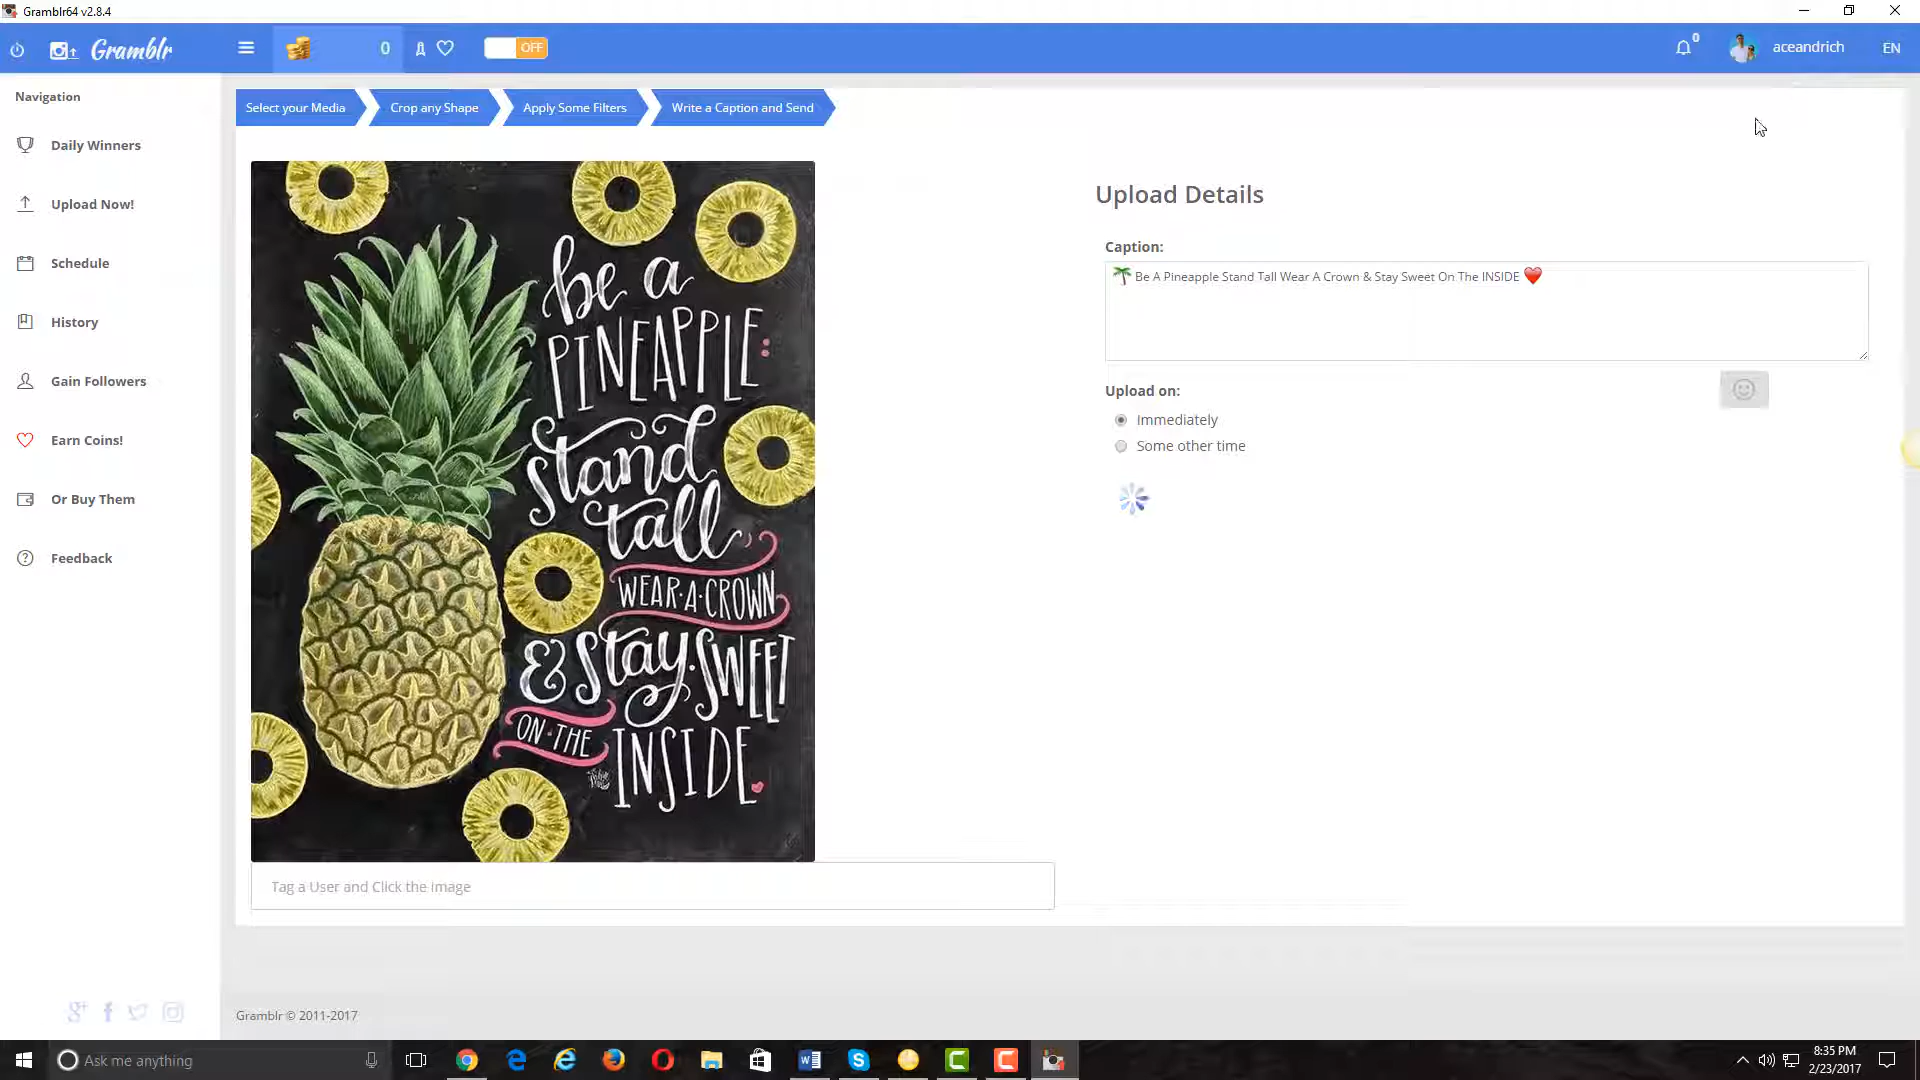 Gramblr64 v2.8.4
Gramblr
0
OFF
0
aceandrich
EN
Navigation
Daily Winners
Upload Now!
Schedule
History
Gain Followers
Earn Coins!
Or Buy Them
Feedback
Select your Media
Crop any Shape
Apply Some Filters
Write a Caption and Send
be a
PINEAPPLE:
stand
tall
WEAR·A·CROWN
& stay·SWEET
ON·THE INSIDE.
Tag a User and Click the image
Upload Details
Caption:
🌴 Be A Pineapple Stand Tall Wear A Crown & Stay Sweet On The INSIDE ❤️
Upload on:
Immediately
Some other time
Gramblr © 2011-2017
Ask me anything
8:35 PM
2/23/2017